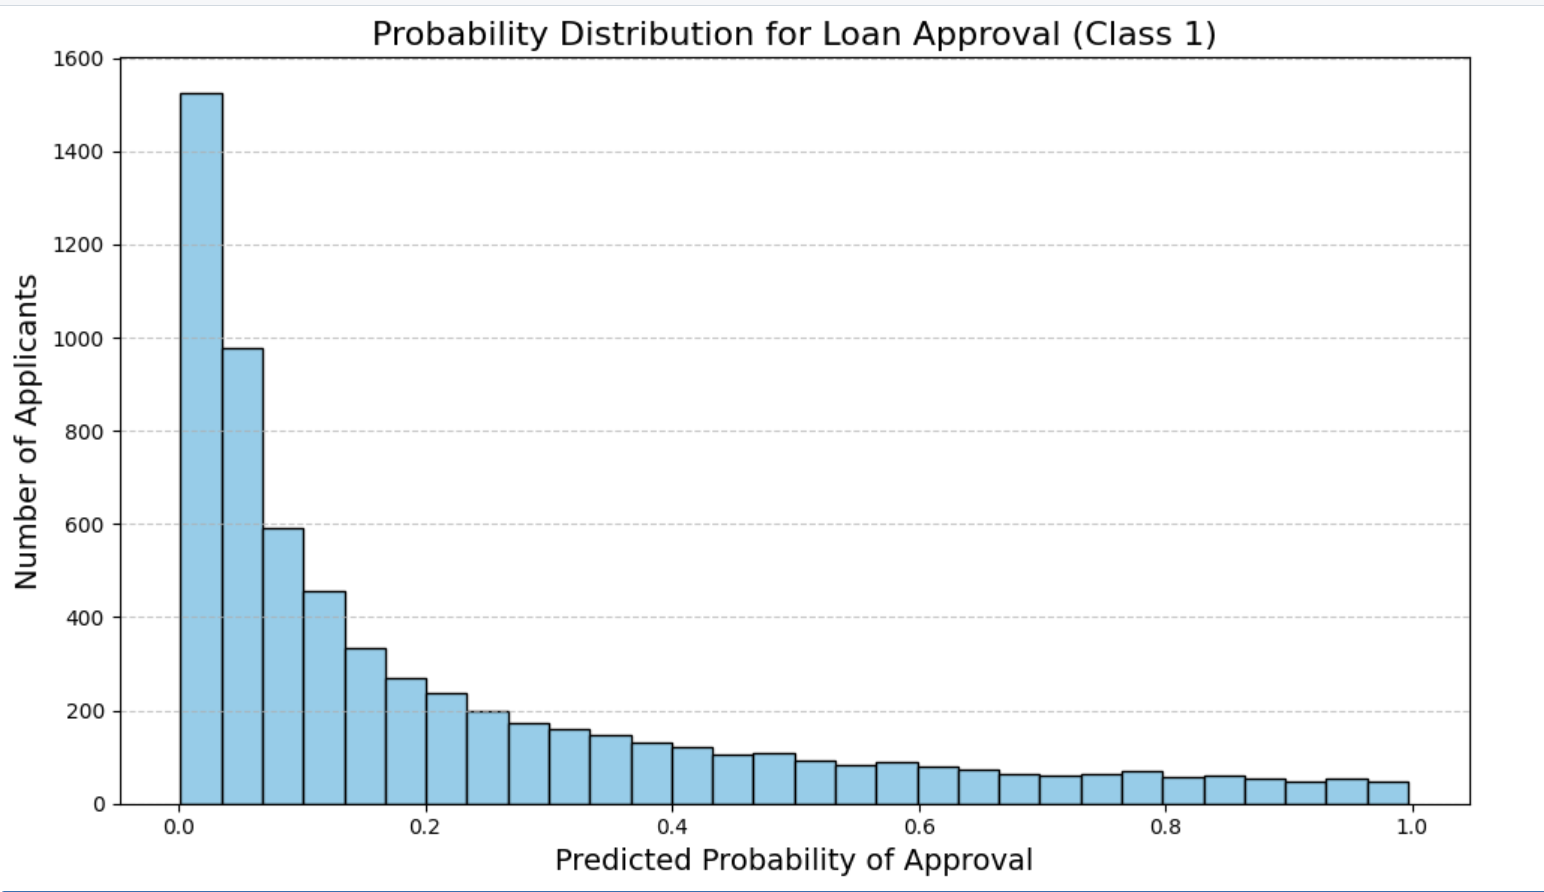 Probability Distribution for Loan Approval (Class 1)
1600
1400
1200
1000
800
600
400
200
0
Number of Applicants
0.0 0.2 0.4 0.6 0.8 1.0
Predicted Probability of Approval